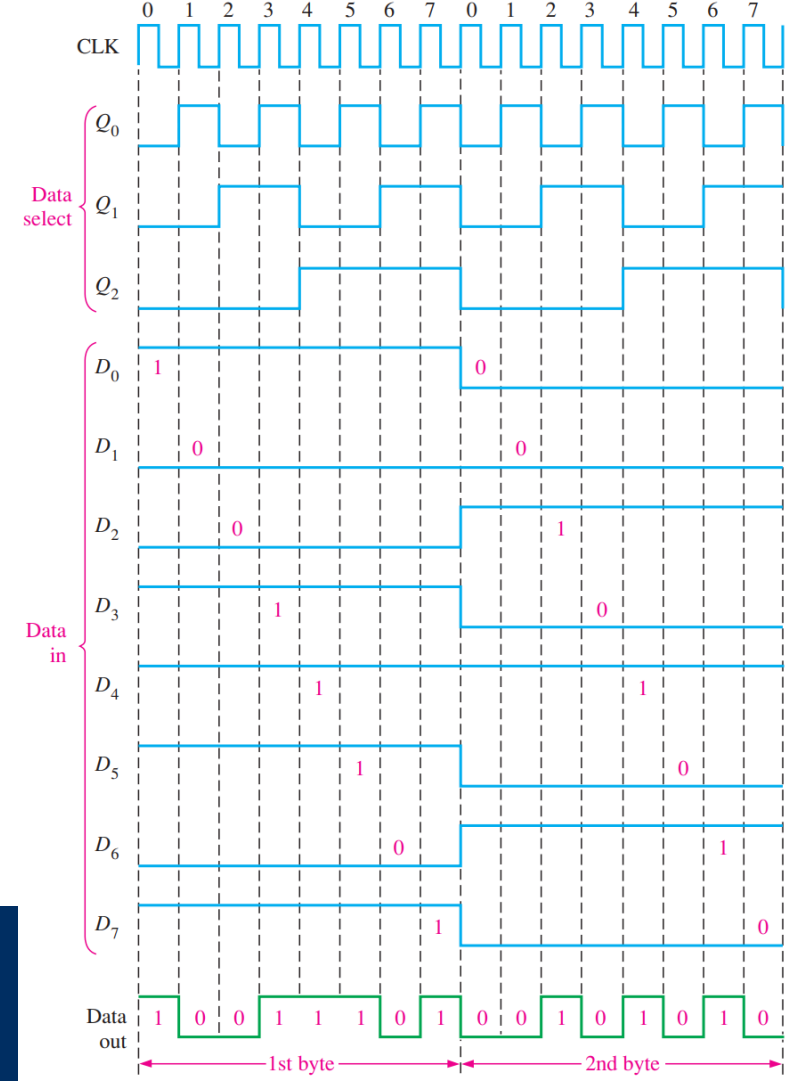 0 1 2 3 4 5 6 7 0 1 2 3 4 5 6 7
CLK
Q0
Data
select
Q1
Q2
D0
1 0
D1
0 0
D2
0 1
D3
1 0
Data
in
D4
1 1
D5
1 0
D6
0 1
D7
1 0
Data
out
1 0 0 1 1 1 0 1 0 0 1 0 1 0 1 0
1st byte 2nd byte